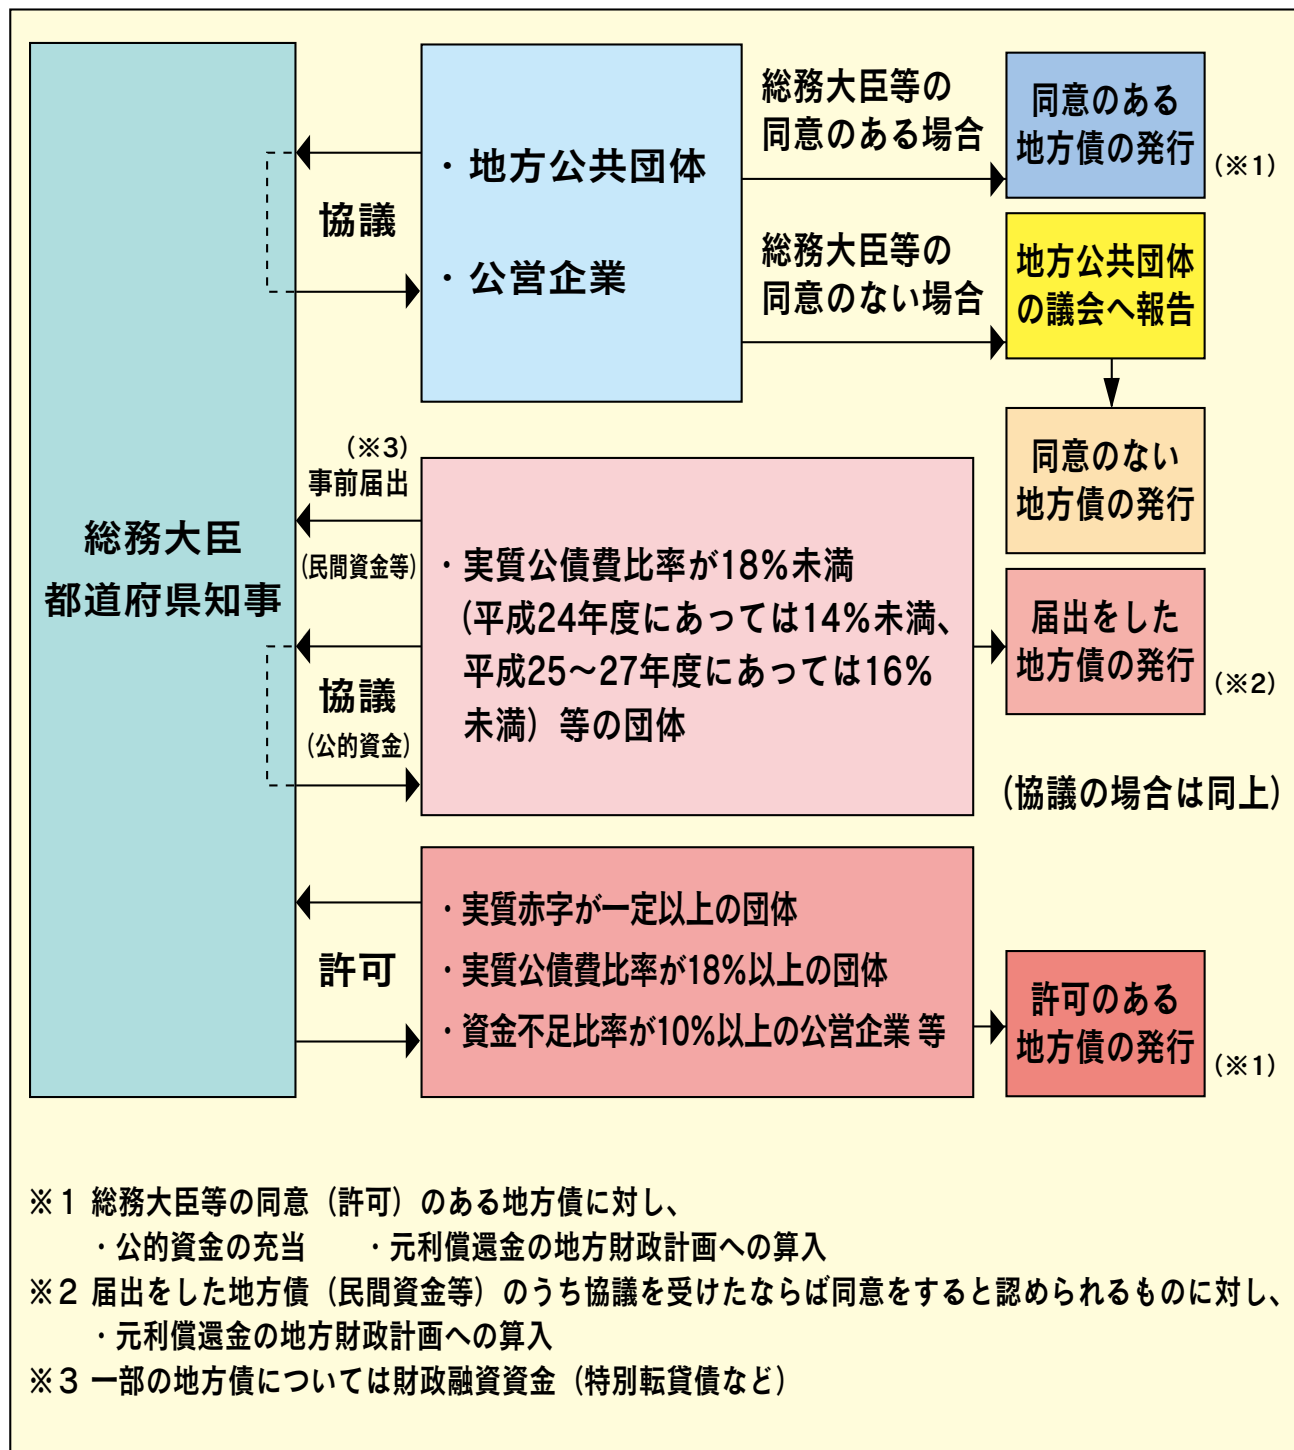 総務大臣
都道府県知事
協議
・地方公共団体
・公営企業
総務大臣等の
同意のある場合
同意のある
地方債の発行
(※1)
総務大臣等の
同意のない場合
地方公共団体
の議会へ報告
同意のない
地方債の発行
(※3)
事前届出
(民間資金等)
協議
(公的資金)
・実質公債費比率が18%未満
(平成24年度にあっては14%未満、
平成25～27年度にあっては16%
未満）等の団体
届出をした
地方債の発行
(※2)
(協議の場合は同上)
許可
・実質赤字が一定以上の団体
・実質公債費比率が18%以上の団体
・資金不足比率が10%以上の公営企業 等
許可のある
地方債の発行
(※1)
※１ 総務大臣等の同意（許可）のある地方債に対し、
・公的資金の充当　　・元利償還金の地方財政計画への算入
※２ 届出をした地方債（民間資金等）のうち協議を受けたならば同意をすると認められるものに対し、
・元利償還金の地方財政計画への算入
※３ 一部の地方債については財政融資資金（特別転貸債など）